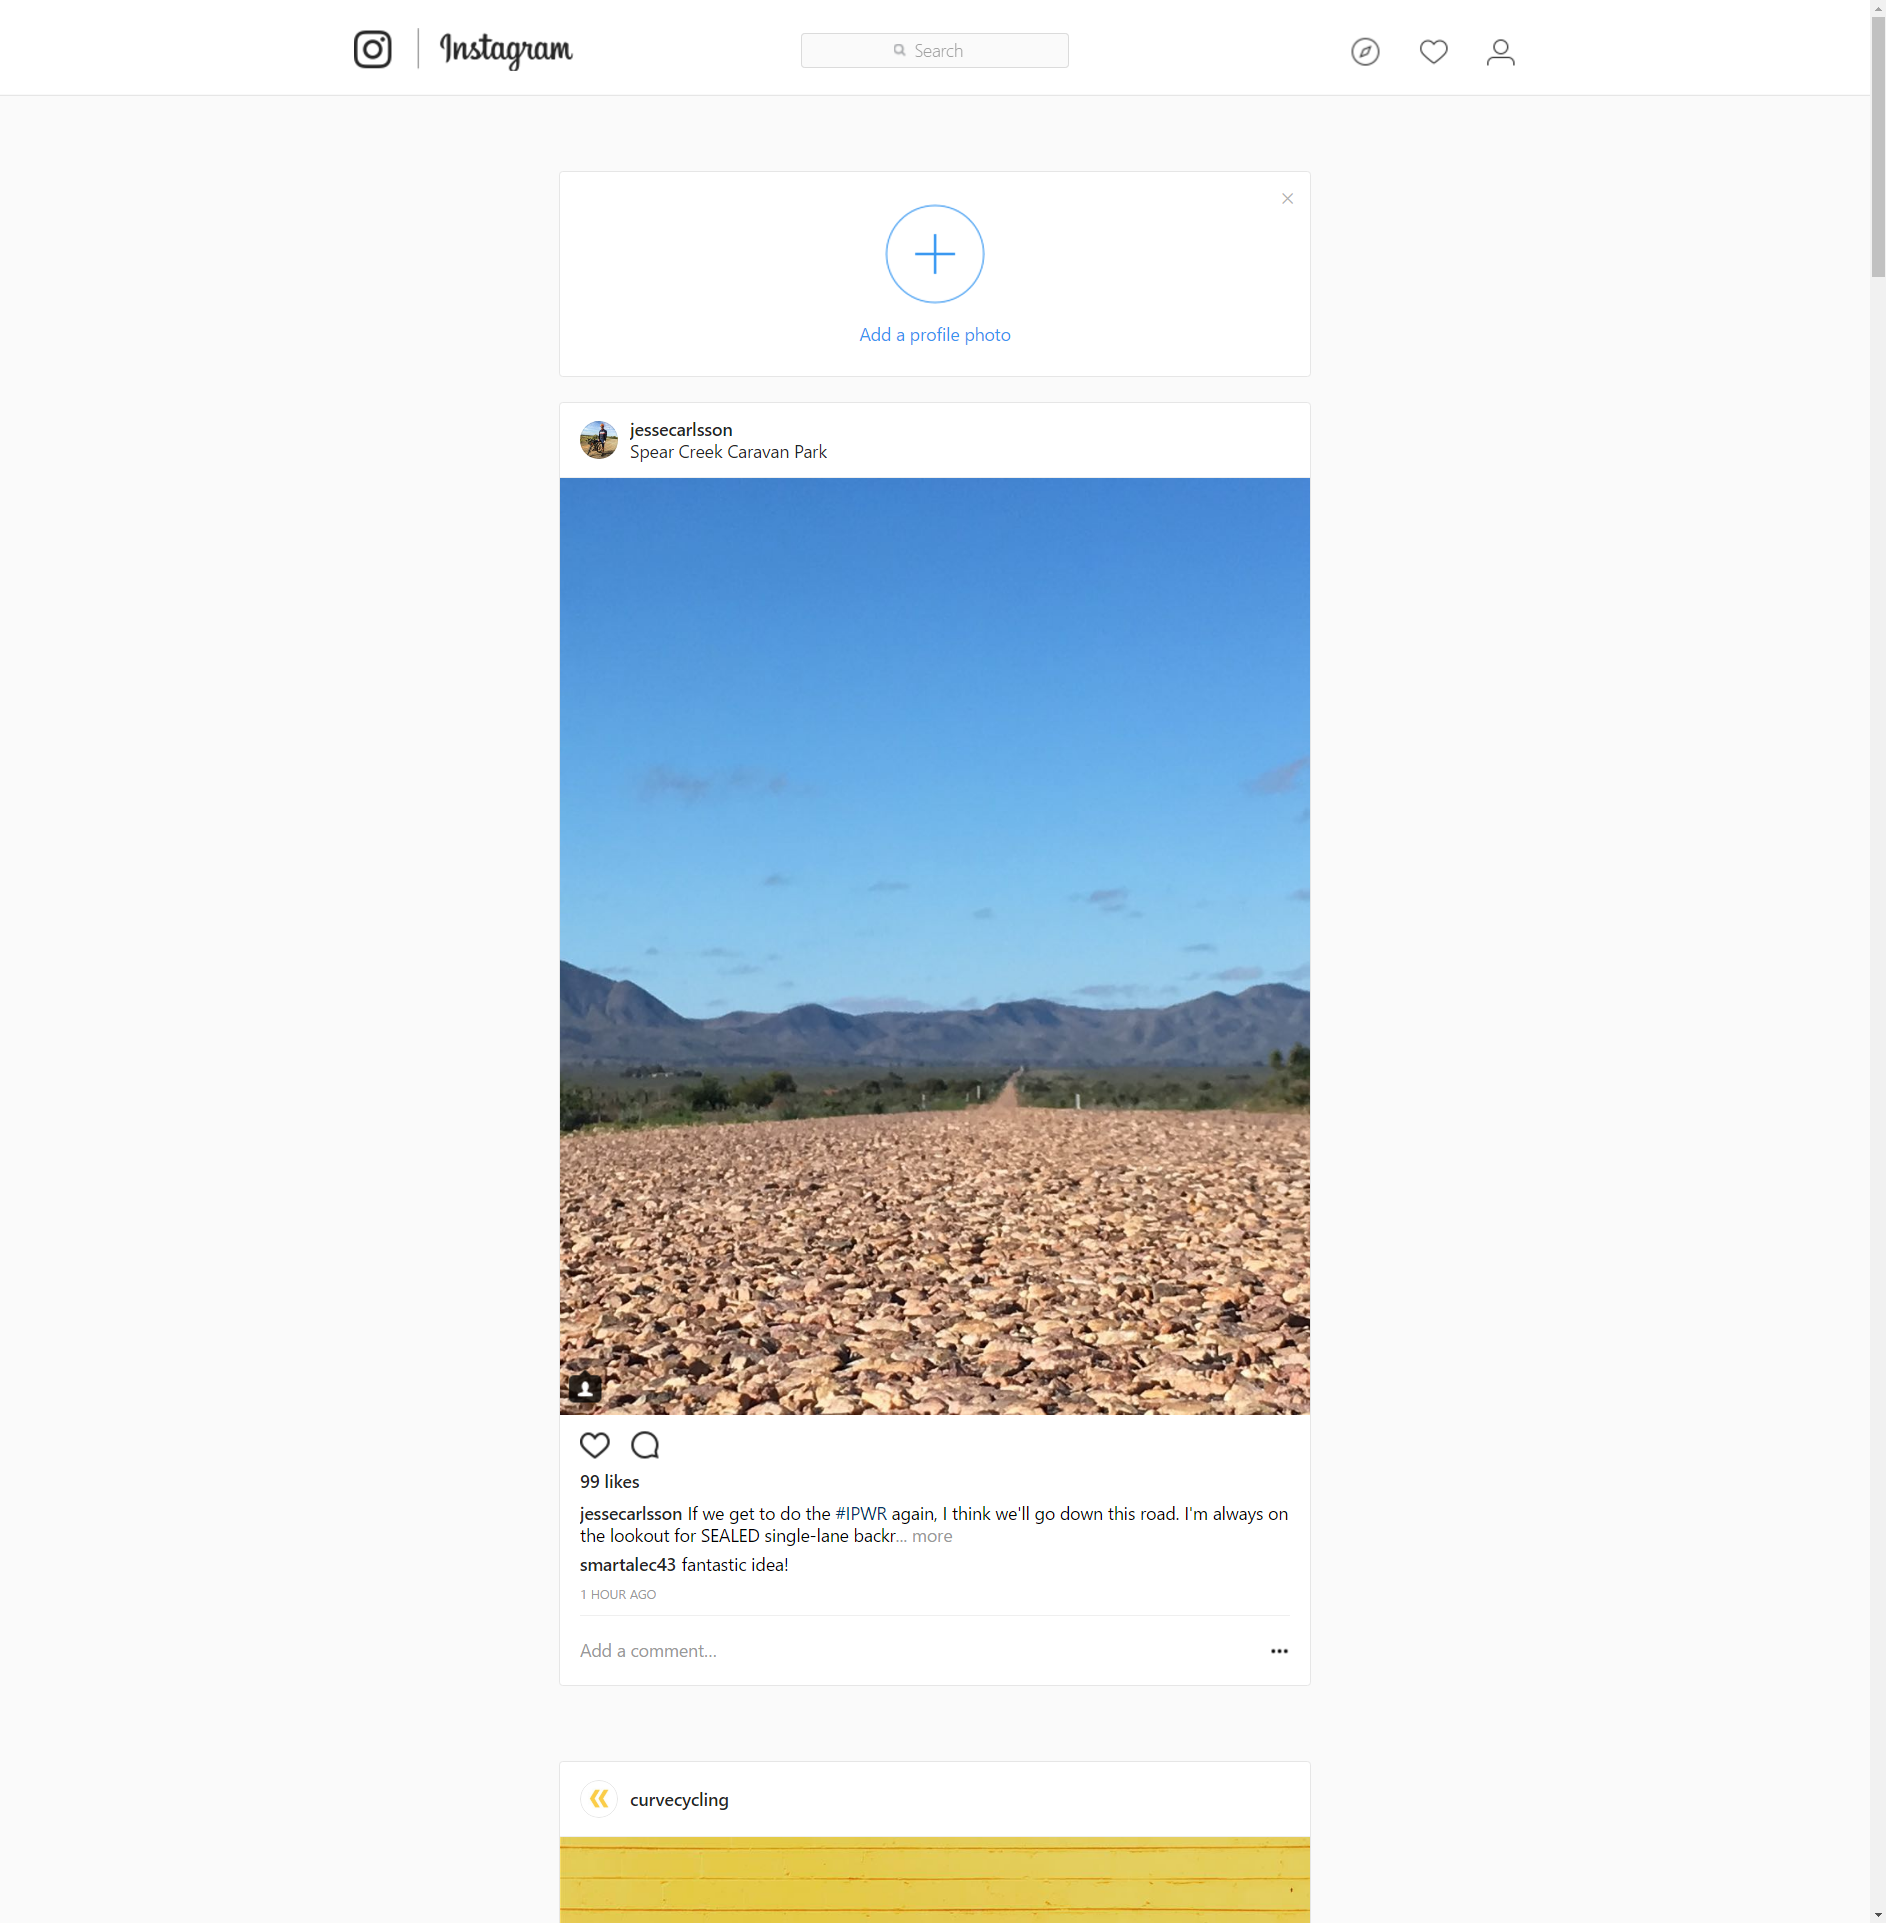 Instagram
Search
Add a profile photo
jessecarlsson
Spear Creek Caravan Park
99 likes
jessecarlsson If we get to do the #IPWR again, I think we'll go down this road. I'm always on
the lookout for SEALED single-lane backr... more
smartalec43 fantastic idea!
1 HOUR AGO
Add a comment...
curvecycling